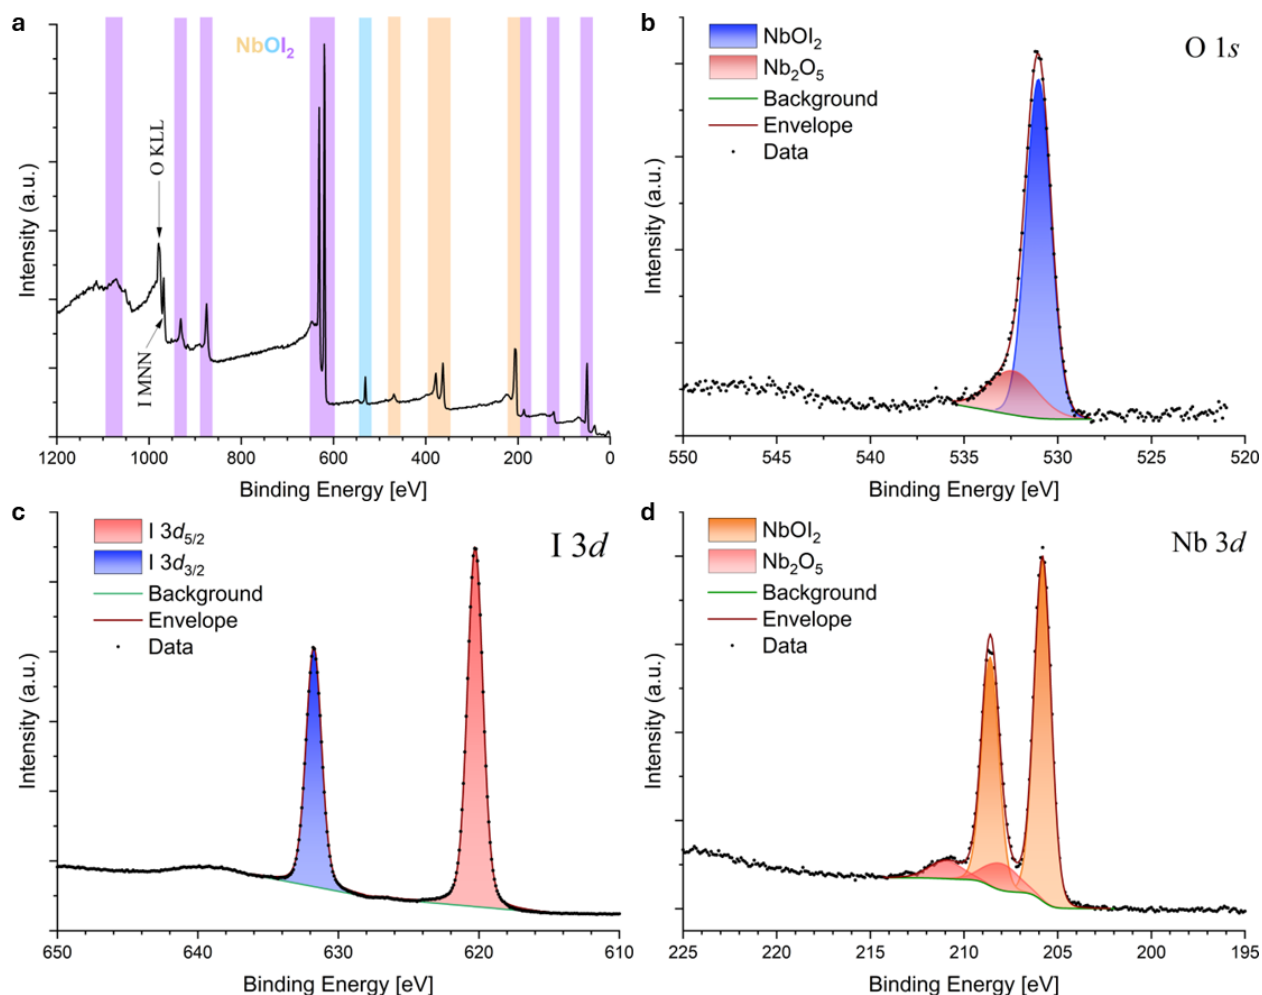 a
NbOI₂
O KLL
I MNN
Intensity (a.u.)
1200 1000 800 600 400 200 0
Binding Energy [eV]
b
O 1s
NbOI₂
Nb₂O₅
Background
Envelope
Data
Intensity (a.u.)
550 545 540 535 530 525 520
Binding Energy [eV]
c
I 3d
I 3d₅/₂
I 3d₃/₂
Background
Envelope
Data
Intensity (a.u.)
650 640 630 620 610
Binding Energy [eV]
d
Nb 3d
NbOI₂
Nb₂O₅
Background
Envelope
Data
Intensity (a.u.)
225 220 215 210 205 200 195
Binding Energy [eV]